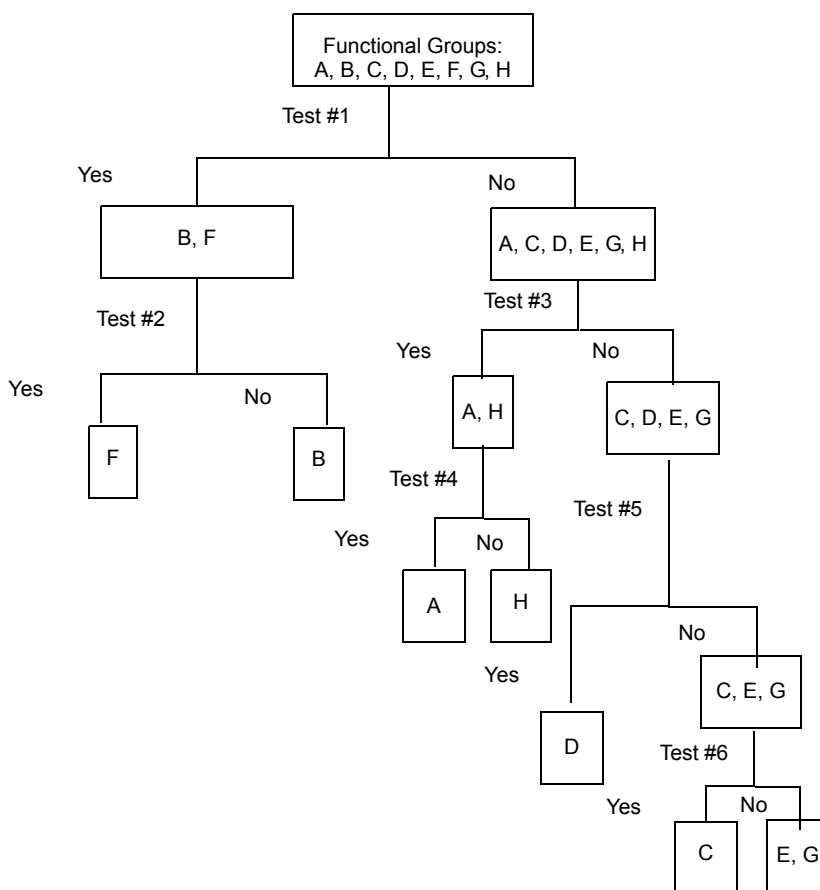 Functional Groups:
A, B, C, D, E, F, G, H
Test #1
Yes
No
B, F
A, C, D, E, G, H
Test #2
Test #3
Yes
No
Yes
No
A, H
C, D, E, G
F
B
Test #4
Test #5
Yes
No
A
H
No
Yes
C, E, G
D
Test #6
Yes
No
C
E, G